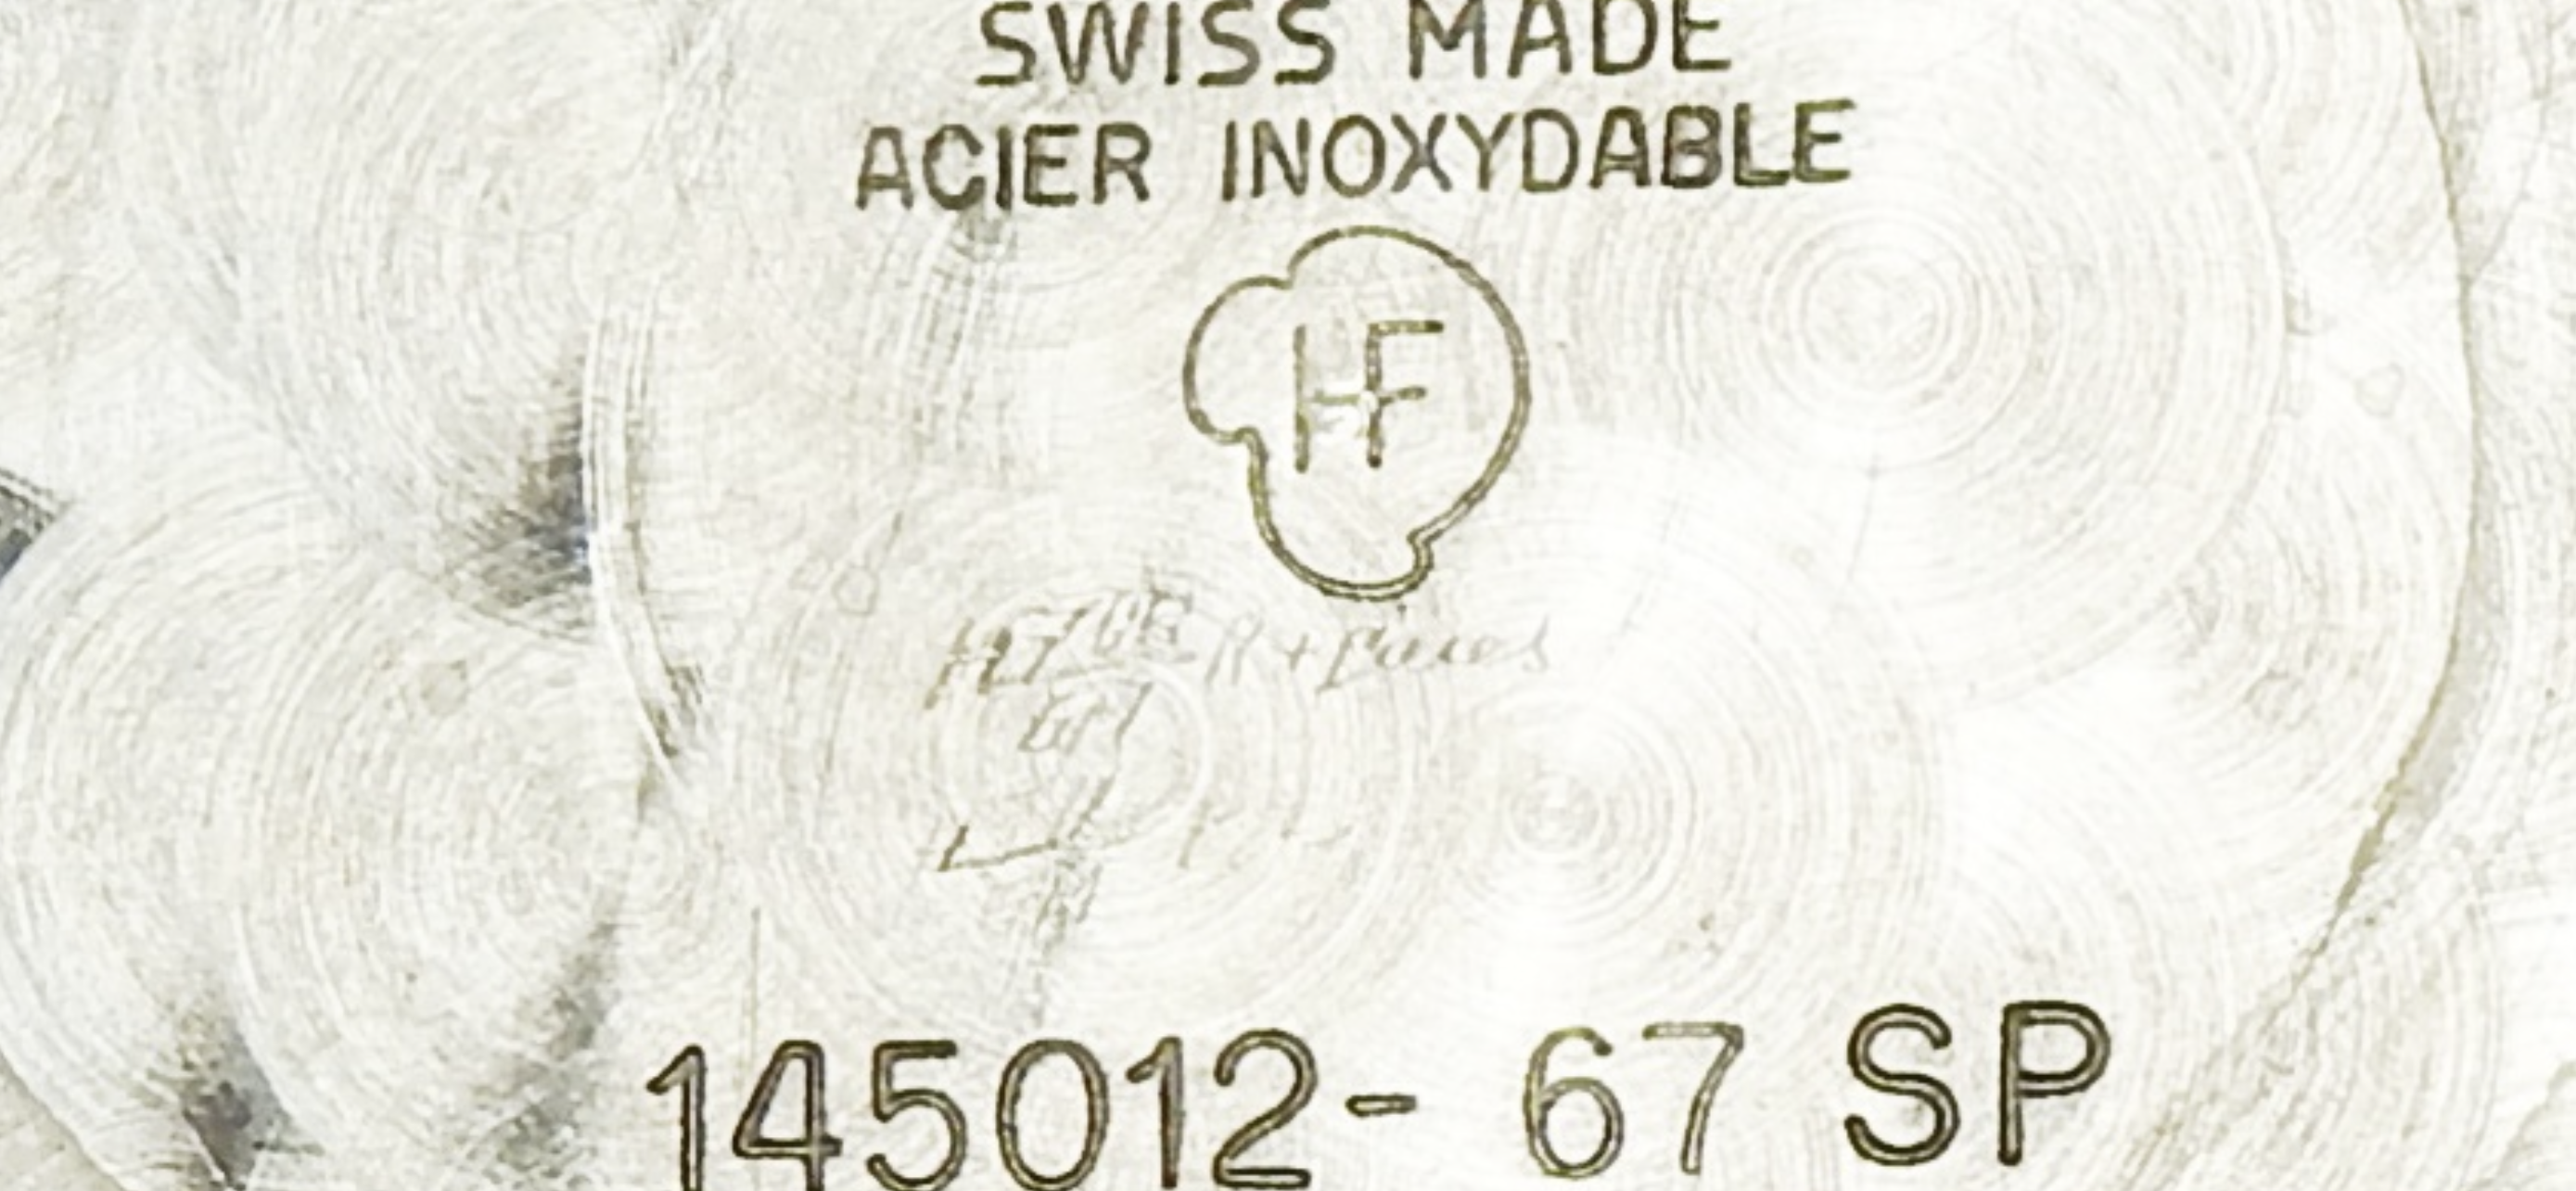 SWISS MADE
ACIER INOXYDABLE
HF
145012- 67 SP